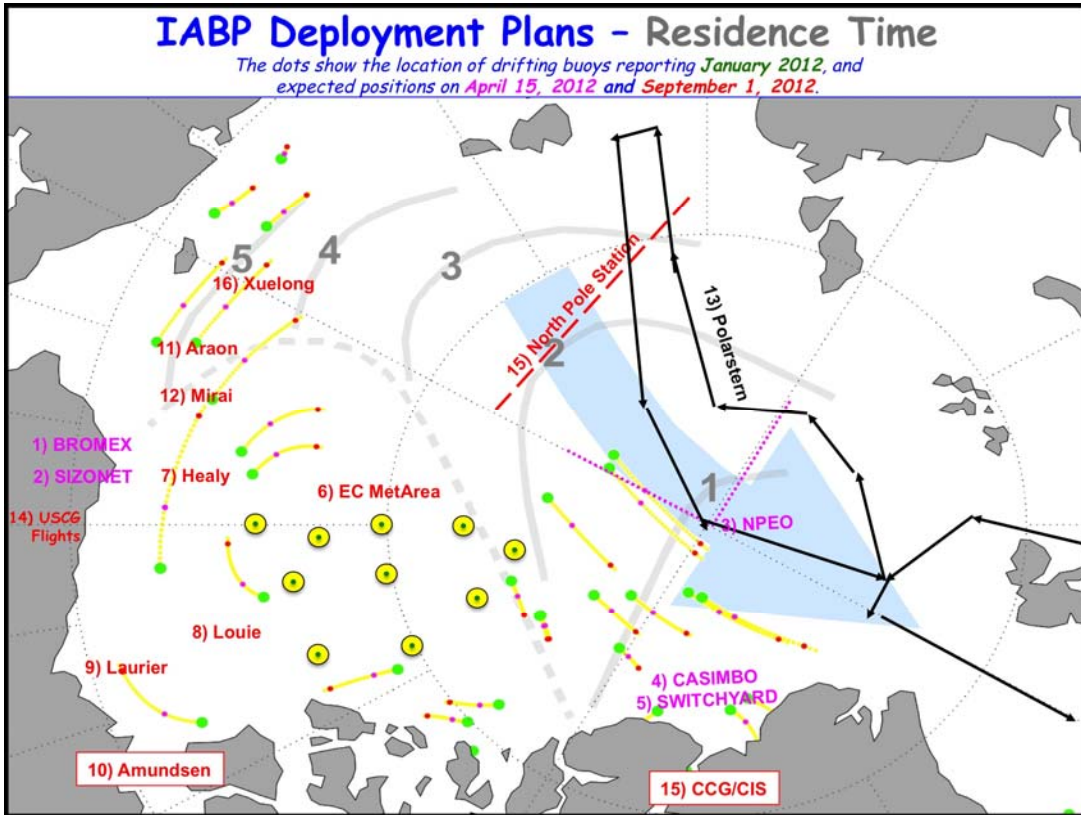 IABP Deployment Plans – Residence Time
The dots show the location of drifting buoys reporting January 2012, and
expected positions on April 15, 2012 and September 1, 2012.
5
4
3
16) Xuelong
15) North Pole Station
13) Polarstern
11) Araon
2
12) Mirai
1) BROMEX
2) SIZONET
7) Healy
6) EC MetArea
1
14) USCG
Flights
3) NPEO
8) Louie
9) Laurier
4) CASIMBO
5) SWITCHYARD
10) Amundsen
15) CCG/CIS